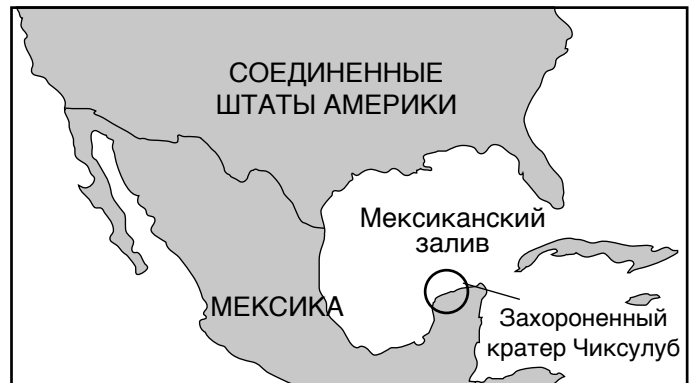 СОЕДИНЕННЫЕ
ШТАТЫ АМЕРИКИ
Мексиканский
залив
МЕКСИКА
Захороненный
кратер Чиксулуб